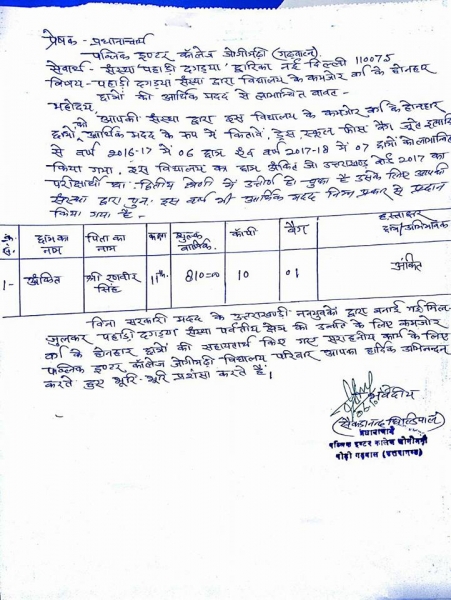 प्रेषक - प्रधानाचार्य
पब्लिक इण्टर कॉलेज जोगीमढ़ी (गढ़वाल)
सेवार्थ - संस्था पहाड़ी दगड़्या द्वारिका नई दिल्ली 110075
विषय - पहाड़ी दगड़्या संस्था द्वारा विद्यालय के कमजोर वर्ग के होनहार
छात्रों की आर्थिक मदद से लाभान्वित बावत -
महोदय,
आपकी संस्था द्वारा इस विद्यालय के कमजोर वर्ग के होनहार
छात्रों को आर्थिक मदद के रूप में किताबें, ड्रेस स्कूल फीस बैग जूते इत्यादि
से वर्ष 2016-17 में 06 छात्र एवं वर्ष 2017-18 में 07 छात्रों को लाभान्वित
किया गया, इस विद्यालय का छात्र अंकित जो उत्तराखण्ड बोर्ड 2017 का
परीक्षार्थी था द्वितीय श्रेणी में उत्तीर्ण हो चुका है उसके लिए आपकी
संस्था द्वारा पुनः इस वर्ष भी आर्थिक मदद निम्न प्रकार से प्रदान
किया गया है -
क्र. सं. छात्र का नाम पिता का नाम कक्षा शुल्क वार्षिक कॉपी बैग हस्ताक्षर छात्र/अभिभावक
1- अंकित श्री रणवीर सिंह 11th 810=00 10 01 अंकित
बिना सरकारी मदद के उत्तराखण्डी नवयुवकों द्वारा बनाई गई मिल-
जुलकर पहाड़ी दगड़्या संस्था पर्वतीय क्षेत्र की उन्नति के लिए कमजोर
वर्ग के होनहार छात्रों की सहायतार्थ किए गए सराहनीय कार्य के लिए
पब्लिक इण्टर कॉलेज जोगीमढ़ी विद्यालय परिवार आपका हार्दिक अभिनन्दन
करते हुए भूरि-भूरि प्रशंसा करते हैं।
भवदीय
प्रधानाचार्य
पब्लिक इण्टर कालेज जोगीमढ़ी
पौड़ी गढ़वाल (उत्तराखण्ड)